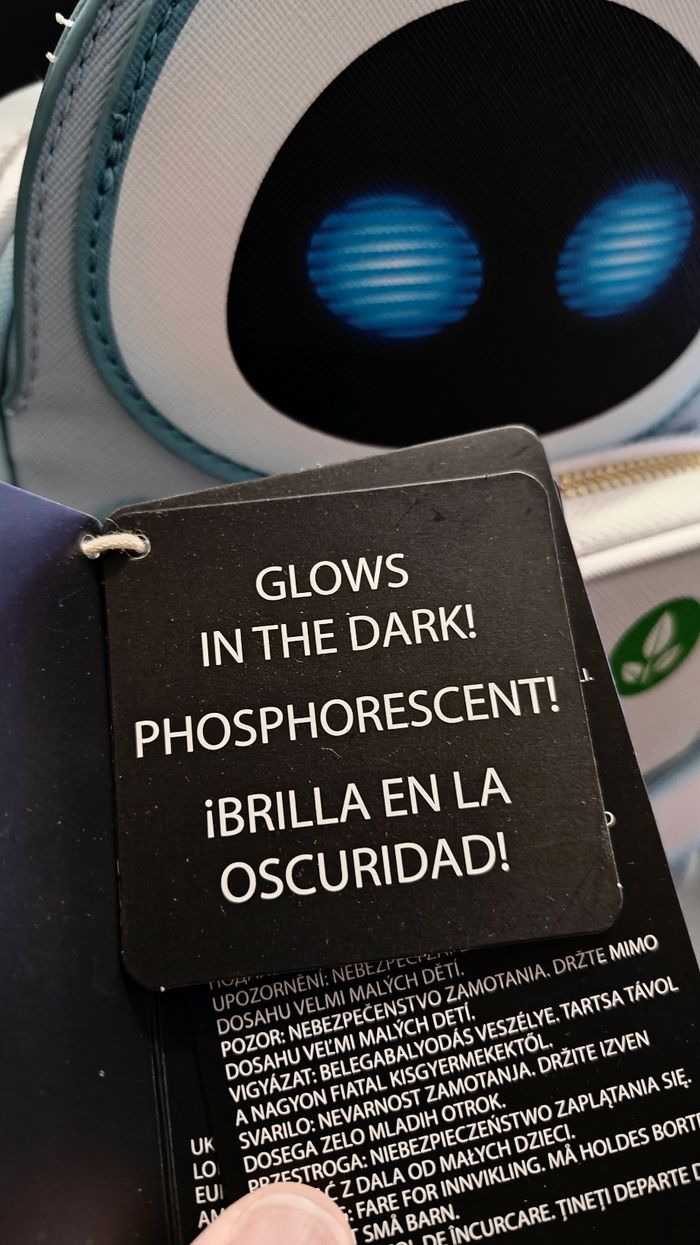 GLOWS
IN THE DARK!
PHOSPHORESCENT!
¡BRILLA EN LA
OSCURIDAD!
UPOZORNĚNÍ: NEBEZPEČÍ
DOSAHU VELMI MALÝCH DĚTÍ.
POZOR: NEBEZPEČENSTVO ZAMOTANIA. DRŽTE MIMO
DOSAHU VEĽMI MALÝCH DETÍ.
VIGYÁZAT: BELEGABALYODÁS VESZÉLYE. TARTSA TÁVOL
A NAGYON FIATAL KISGYERMEKEKTŐL.
SVARILO: NEVARNOST ZAMOTANJA. DRŽITE IZVEN
DOSEGA ZELO MLADIH OTROK.
PRZESTROGA: NIEBEZPIECZEŃSTWO ZAPLĄTANIA SIĘ.
Z DALA OD MAŁYCH DZIECI.
FARE FOR INNVIKLING. MÅ HOLDES BORT
SMÅ BARN.
DE ÎNCURCARE. ȚINEȚI DEPARTE
UK